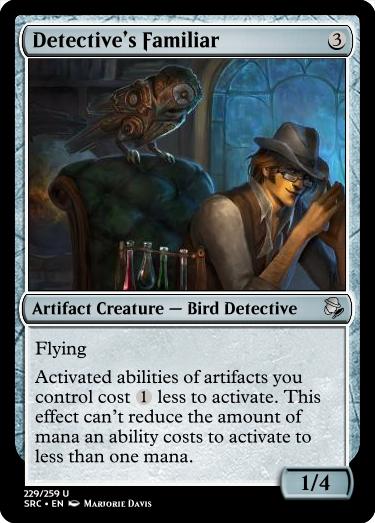 Detective's Familiar 3
Artifact Creature — Bird Detective
Flying
Activated abilities of artifacts you
control cost 1 less to activate. This
effect can't reduce the amount of
mana an ability costs to activate to
less than one mana.
1/4
229/259 U
SRC • EN Marjorie Davis